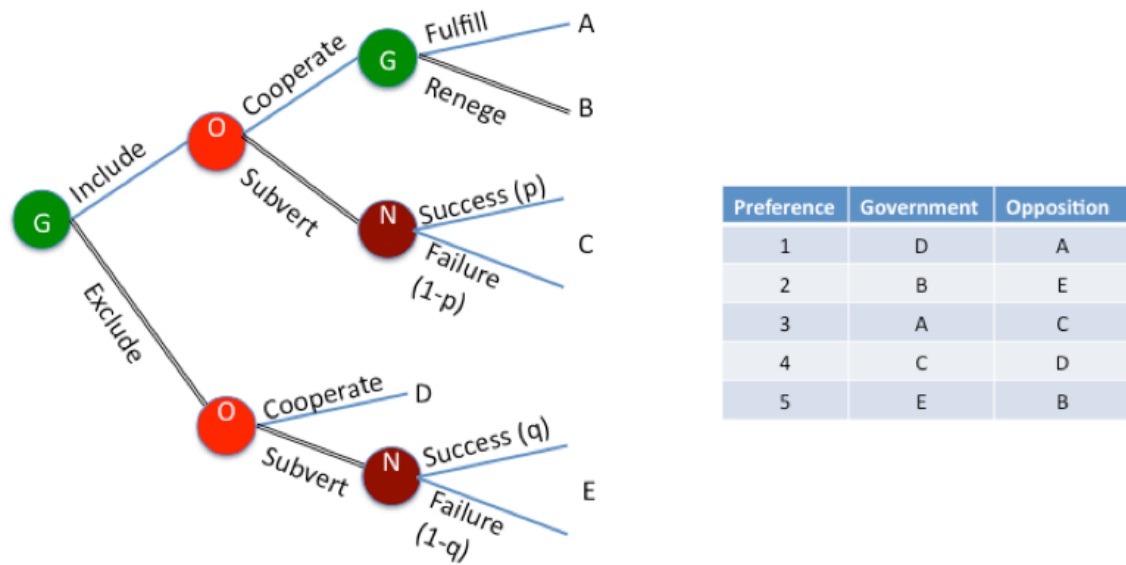 Fulfill
A
Cooperate
G
Renege
B
O
Include
Subvert
N
Success (p)
C
Failure
(1-p)
G
Exclude
O
Cooperate
D
Subvert
N
Success (q)
E
Failure
(1-q)
Preference Government Opposition
1 D A
2 B E
3 A C
4 C D
5 E B